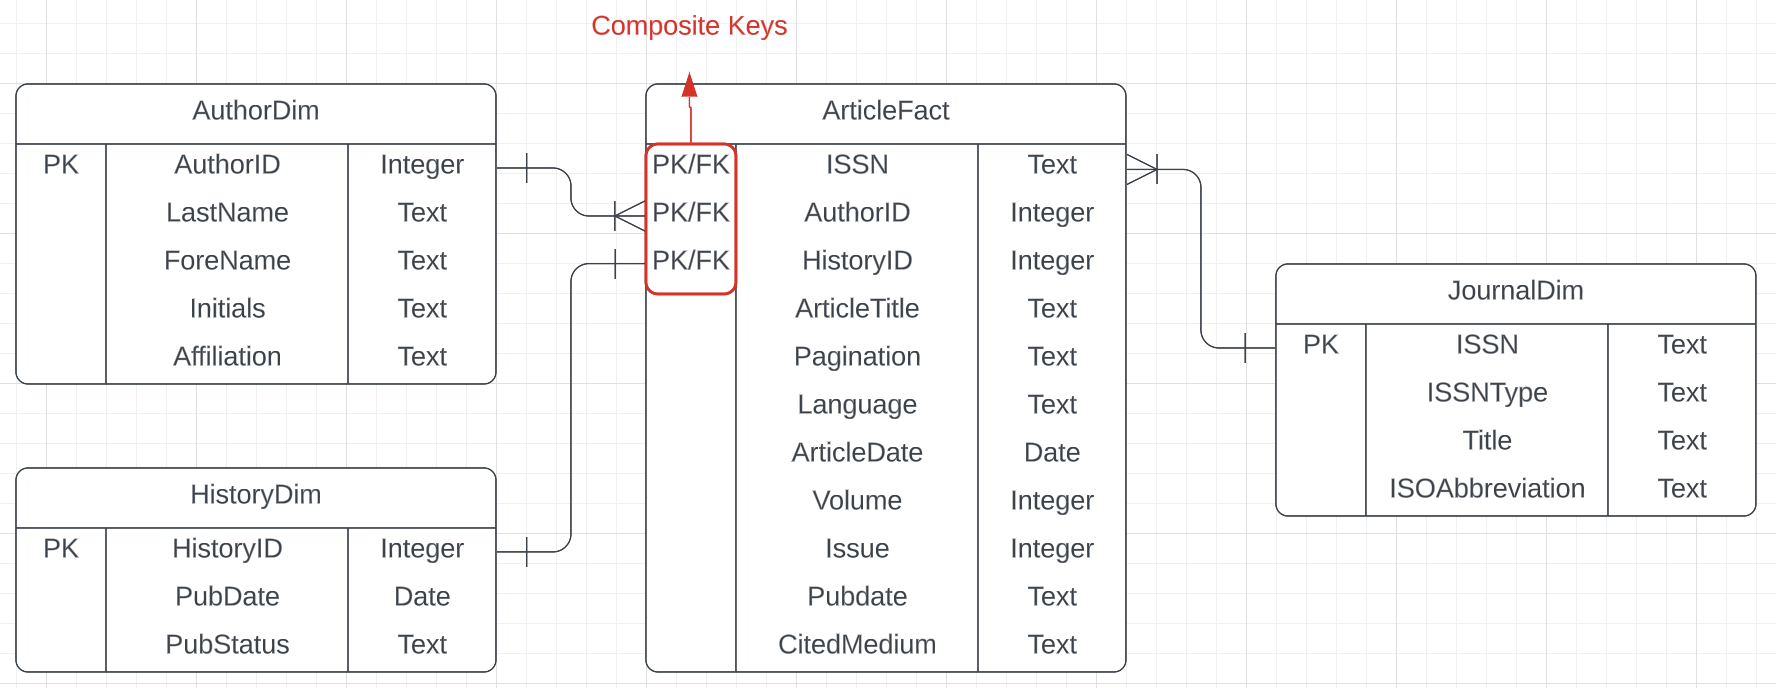 Composite Keys
AuthorDim
PK AuthorID Integer
LastName Text
ForeName Text
Initials Text
Affiliation Text
HistoryDim
PK HistoryID Integer
PubDate Date
PubStatus Text
ArticleFact
PK/FK ISSN Text
PK/FK AuthorID Integer
PK/FK HistoryID Integer
ArticleTitle Text
Pagination Text
Language Text
ArticleDate Date
Volume Integer
Issue Integer
Pubdate Text
CitedMedium Text
JournalDim
PK ISSN Text
ISSNType Text
Title Text
ISOAbbreviation Text